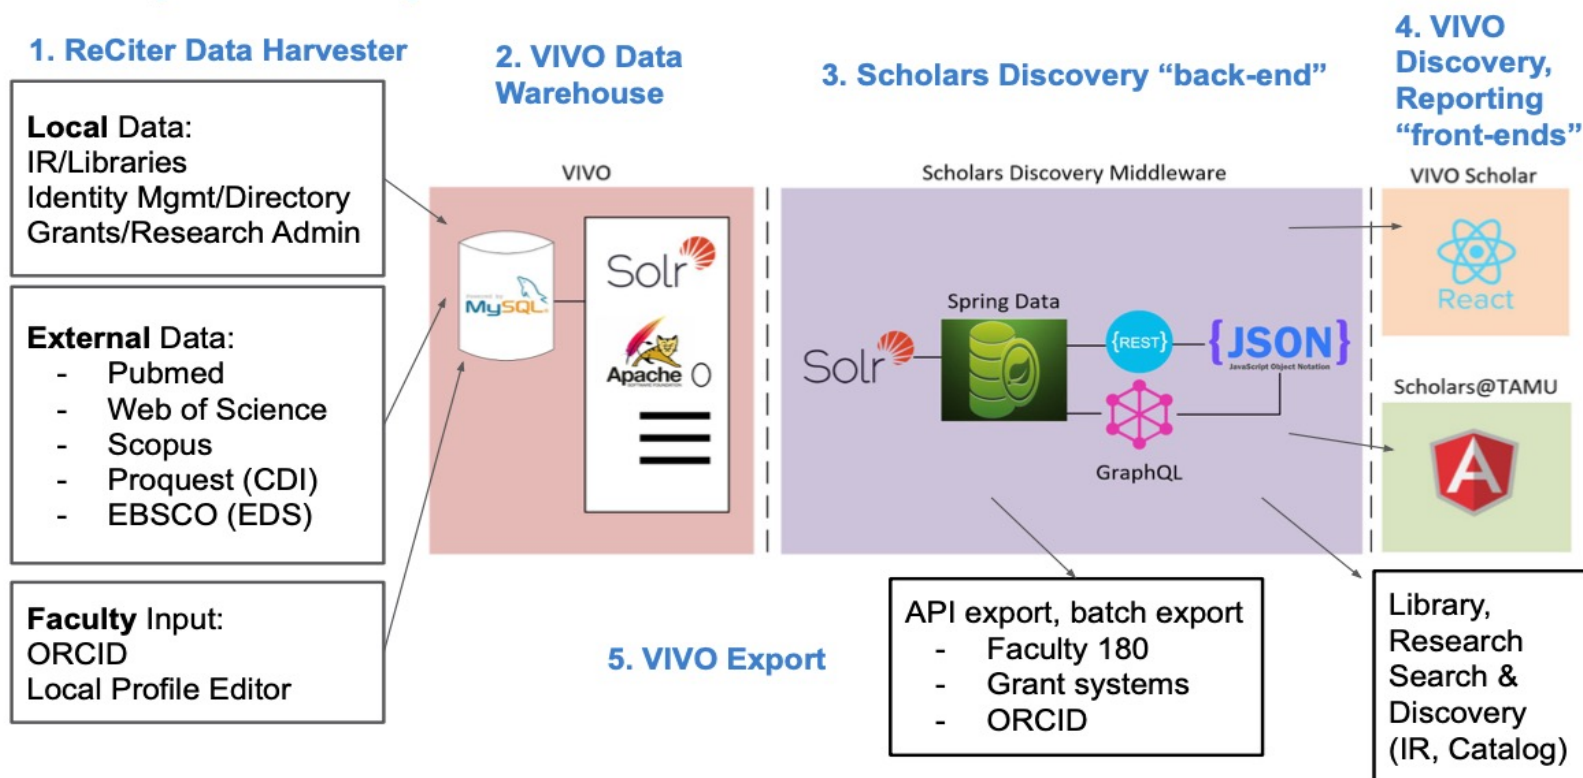 1. ReCiter Data Harvester
Local Data:
IR/Libraries
Identity Mgmt/Directory
Grants/Research Admin
External Data:
- Pubmed
- Web of Science
- Scopus
- Proquest (CDI)
- EBSCO (EDS)
Faculty Input:
ORCID
Local Profile Editor
2. VIVO Data
Warehouse
VIVO
Powered by
MySQL
Solr
Apache
SOFTWARE FOUNDATION
3. Scholars Discovery “back-end”
Scholars Discovery Middleware
Solr
Spring Data
{REST}
{JSON}
JavaScript Object Notation
GraphQL
4. VIVO
Discovery,
Reporting
“front-ends”
VIVO Scholar
React
Scholars@TAMU
A
5. VIVO Export
API export, batch export
- Faculty 180
- Grant systems
- ORCID
Library,
Research
Search &
Discovery
(IR, Catalog)